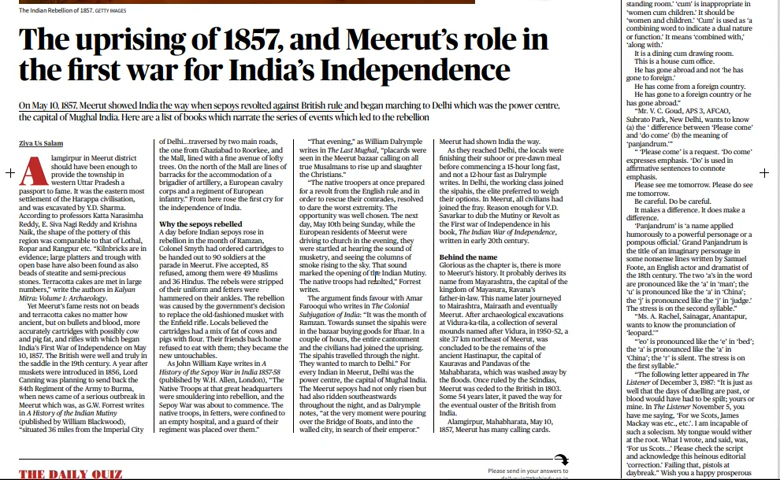 The Indian Rebellion of 1857. GETTY IMAGES
The uprising of 1857, and Meerut's role in
the first war for India's Independence
On May 10, 1857, Meerut showed India the way when sepoys revolted against British rule and began marching to Delhi which was the power centre,
the capital of Mughal India. Here are a list of books which narrate the series of events which led to the rebellion
Ziya Us Salam
Alamgirpur in Meerut district
should have been enough to
provide the township in
western Uttar Pradesh a
passport to fame. It was the easternmost
settlement of the Harappa civilisation,
and was excavated by Y.D. Sharma.
According to professors Katta Narasimha
Reddy, E. Siva Nagi Reddy and Krishna
Naik, the shape of the pottery of this
region was comparable to that of Lothal,
Ropar and Rangpur etc. "Kilnbricks are in
evidence; large platters and trough with
open base have also been found as also
beads of steatite and semi-precious
stones. Terracotta cakes are met in large
numbers," write the authors in Kalyan
Mitra: Volume 1: Archaeology.
Yet Meerut's fame rests not on beads
and terracotta cakes no matter how
ancient, but on bullets and blood, more
accurately cartridges with possibly cow
and pig fat, and rifles with which began
India's First War of Independence on May
10, 1857. The British were well and truly in
the saddle in the 19th century. A year after
muskets were introduced in 1856, Lord
Canning was planning to send back the
84th Regiment of the Army to Burma,
when news came of a serious outbreak in
Meerut which was, as G.W. Forrest writes
in A History of the Indian Mutiny
(published by William Blackwood),
"situated 36 miles from the Imperial City
of Delhi...traversed by two main roads,
the one from Ghaziabad to Roorkee, and
the Mall, lined with a fine avenue of lofty
trees. On the north of the Mall are lines of
barracks for the accommodation of a
brigadier of artillery, a European cavalry
corps and a regiment of European
infantry." From here rose the first cry for
the independence of India.
Why the sepoys rebelled
A day before Indian sepoys rose in
rebellion in the month of Ramzan,
Colonel Smyth had ordered cartridges to
be handed out to 90 soldiers at the
parade in Meerut. Five accepted, 85
refused, among them were 49 Muslims
and 36 Hindus. The rebels were stripped
of their uniform and fetters were
hammered on their ankles. The rebellion
was caused by the government's decision
to replace the old-fashioned musket with
the Enfield rifle. Locals believed the
cartridges had a mix of fat of cows and
pigs with flour. Their friends back home
refused to eat with them; they became the
new untouchables.
As John William Kaye writes in A
History of the Sepoy War in India 1857-58
(published by W.H. Allen, London), "The
Native Troops at that great headquarters
were smouldering into rebellion, and the
Sepoy War was about to commence. The
native troops, in fetters, were confined to
an empty hospital, and a guard of their
regiment was placed over them."
"That evening," as William Dalrymple
writes in The Last Mughal, "placards were
seen in the Meerut bazaar calling on all
true Musalmans to rise up and slaughter
the Christians."
"The native troopers at once prepared
for a revolt from the English rule and in
order to rescue their comrades, resolved
to dare the worst extremity. The
opportunity was well chosen. The next
day, May 10th being Sunday, while the
European residents of Meerut were
driving to church in the evening, they
were startled at hearing the sound of
musketry, and seeing the columns of
smoke rising to the sky. That sound
marked the opening of the Indian Mutiny.
The native troops had revolted," Forrest
writes.
The argument finds favour with Amar
Farooqui who writes in The Colonial
Subjugation of India: "It was the month of
Ramzan. Towards sunset the sipahis were
in the bazaar buying goods for Iftaar. In a
couple of hours, the entire cantonment
and the civilians had joined the uprising.
The sipahis travelled through the night.
They wanted to march to Delhi." For
every Indian in Meerut, Delhi was the
power centre, the capital of Mughal India.
The Meerut sepoys had not only risen but
had also ridden southeastwards
throughout the night, and as Dalrymple
notes, "at the very moment were pouring
over the Bridge of Boats, and into the
walled city, in search of their emperor."
Meerut had shown India the way.
As they reached Delhi, the locals were
finishing their suhoor or pre-dawn meal
before commencing a 15-hour long fast,
and not a 12-hour fast as Dalrymple
writes. In Delhi, the working class joined
the sipahis, the elite preferred to weigh
their options. In Meerut, all civilians had
joined the fray. Reason enough for V.D.
Savarkar to dub the Mutiny or Revolt as
the First war of Independence in his
book, The Indian War of Independence,
written in early 20th century.
Behind the name
Glorious as the chapter is, there is more
to Meerut's history. It probably derives its
name from Mayarashtra, the capital of the
kingdom of Mayasura, Ravana's
father-in-law. This name later journeyed
to Mairashtra, Mairaath and eventually
Meerut. After archaeological excavations
at Vidura-ka-tila, a collection of several
mounds named after Vidura, in 1950-52, a
site 37 km northeast of Meerut, was
concluded to be the remains of the
ancient Hastinapur, the capital of
Kauravas and Pandavas of the
Mahabharata, which was washed away by
the floods. Once ruled by the Scindias,
Meerut was ceded to the British in 1803.
Some 54 years later, it paved the way for
the eventual ouster of the British from
India.
Alamgirpur, Mahabharata, May 10,
1857, Meerut has many calling cards.
standing room.' 'cum' is inappropriate in
'women cum children.' It should be
'women and children.' 'Cum' is used as 'a
combining word to indicate a dual nature
or function.' It means 'combined with,'
'along with.'
It is a dining cum drawing room.
This is a house cum office.
He has gone abroad and not 'he has
gone to foreign.'
He has come from a foreign country.
He has gone to a foreign country or he
has gone abroad."
"Mr. V. C. Goud, APS 3, AFCAO,
Subrato Park, New Delhi, wants to know
(a) the ' difference between 'Please come'
and 'do come' (b) the meaning of
'panjandrum.'"
" 'Please come' is a request. 'Do come'
expresses emphasis. 'Do' is used in
affirmative sentences to connote
emphasis.
Please see me tomorrow. Please do see
me tomorrow.
Be careful. Do be careful.
It makes a difference. It does make a
difference.
'Panjandrum' is 'a name applied
humorously to a powerful personage or a
pompous official.' Grand Panjandrum is
the title of an imaginary personage in
some nonsense lines written by Samuel
Foote, an English actor and dramatist of
the 18th century. The two 'a's in the word
are pronounced like the 'a' in 'man'; the
'u' is pronounced like the 'a' in 'China';
the 'j' is pronounced like the 'j' in 'judge.'
The stress is on the second syllable."
"Ms. A. Rachel, Sainagar, Anantapur,
wants to know the pronunciation of
'leopard.'"
"'eo' is pronounced like the 'e' in 'bed';
the 'a' is pronounced like the 'a' in
'China'; the 'r' is silent. The stress is on
the first syllable."
"The following letter appeared in The
Listener of December 3, 1987: "It is just as
well that the days of duelling are past, or
blood would have had to be spilt; yours or
mine. In The Listener November 5, you
have me saying, 'For we Scots, James
Mackay was etc., etc.'. I am incapable of
such a solecism. My tongue would wither
at the root. What I wrote, and said, was,
'For us Scots...' Please check the script
and acknowledge this heinous editorial
'correction.' Failing that, pistols at
daybreak." Wish you a happy prosperous
THE DAILY QUIZ
Please send in your answers to